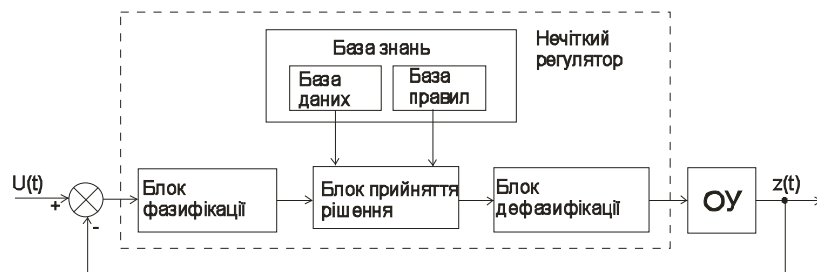 База знань
Нечіткий
регулятор
База
даних
База
правил
U(t)
+
-
Блок
фазифікації
Блок прийняття
рішення
Блок
дефазифікації
ОУ
z(t)